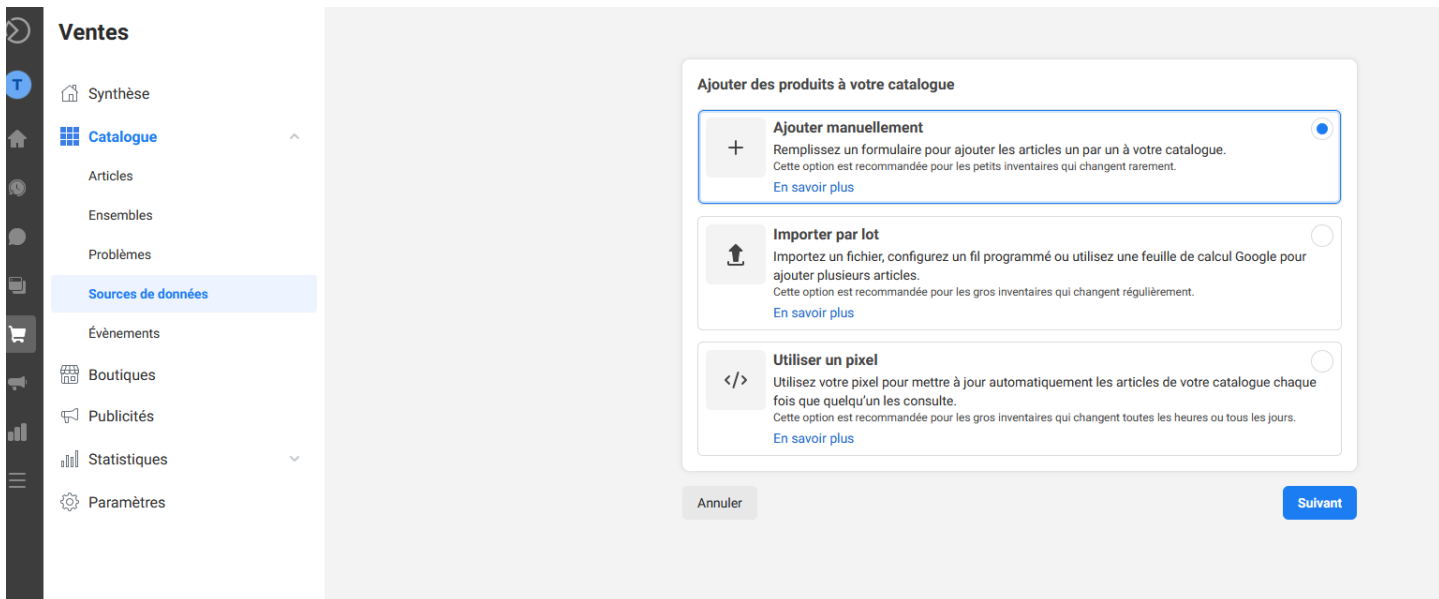 Ventes
T
Synthèse
Catalogue
Articles
Ensembles
Problèmes
Sources de données
Évènements
Boutiques
Publicités
Statistiques
Paramètres
Ajouter des produits à votre catalogue
Ajouter manuellement
Remplissez un formulaire pour ajouter les articles un par un à votre catalogue.
Cette option est recommandée pour les petits inventaires qui changent rarement.
En savoir plus
Importer par lot
Importez un fichier, configurez un fil programmé ou utilisez une feuille de calcul Google pour
ajouter plusieurs articles.
Cette option est recommandée pour les gros inventaires qui changent régulièrement.
En savoir plus
Utiliser un pixel
Utilisez votre pixel pour mettre à jour automatiquement les articles de votre catalogue chaque
fois que quelqu’un les consulte.
Cette option est recommandée pour les gros inventaires qui changent toutes les heures ou tous les jours.
En savoir plus
Annuler
Suivant